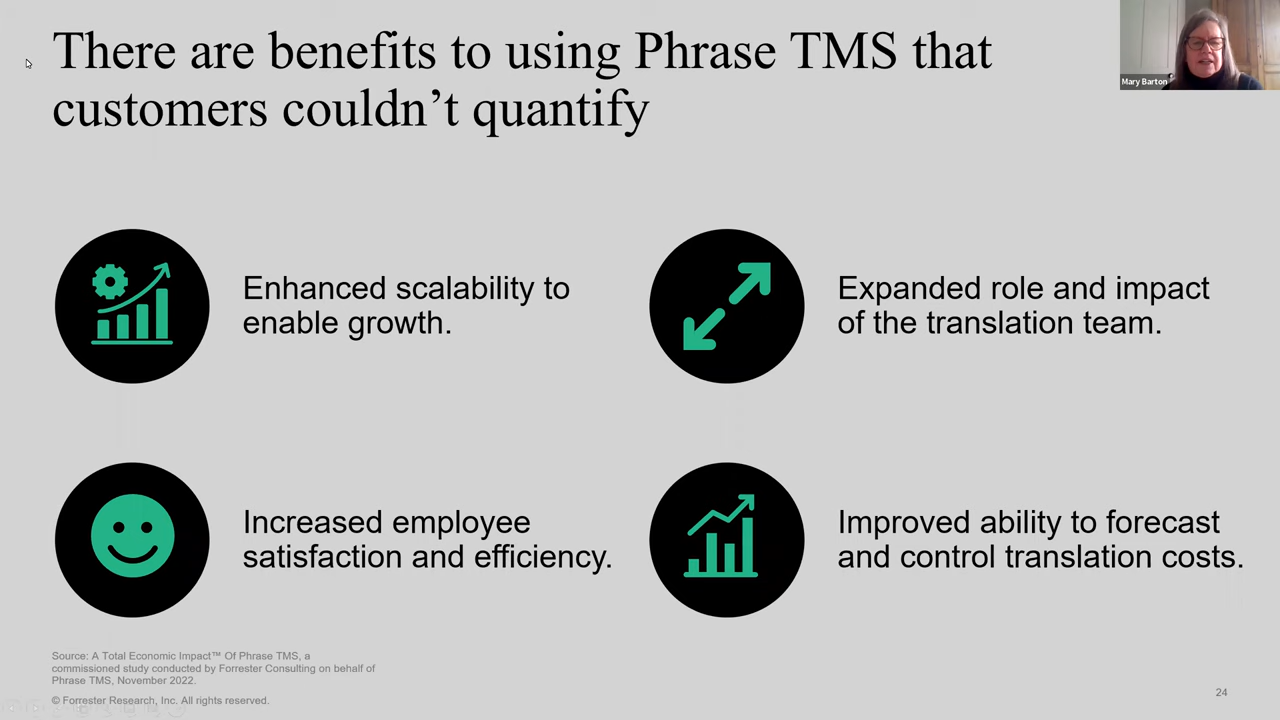 There are benefits to using Phrase TMS that
customers couldn’t quantify
Mary Barton
Enhanced scalability to
enable growth.
Expanded role and impact
of the translation team.
Increased employee
satisfaction and efficiency.
Improved ability to forecast
and control translation costs.
Source: A Total Economic Impact™ Of Phrase TMS, a
commissioned study conducted by Forrester Consulting on behalf of
Phrase TMS, November 2022.
© Forrester Research, Inc. All rights reserved.
24